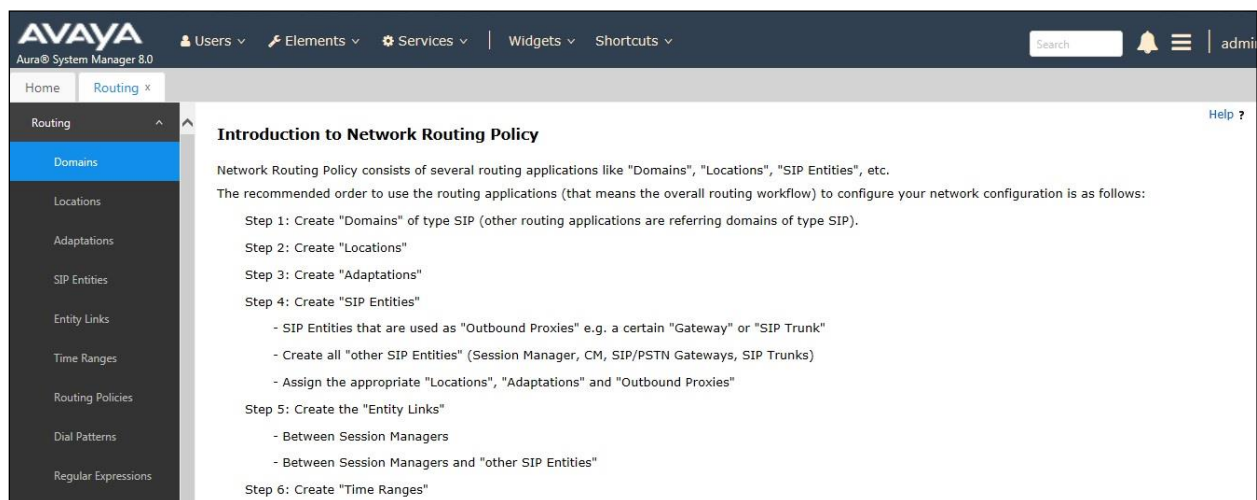 AVAYA
Aura® System Manager 8.0
Users
Elements
Services
Widgets
Shortcuts
Search
admi
Home
Routing x
Help ?
Routing
Domains
Locations
Adaptations
SIP Entities
Entity Links
Time Ranges
Routing Policies
Dial Patterns
Regular Expressions
Introduction to Network Routing Policy
Network Routing Policy consists of several routing applications like "Domains", "Locations", "SIP Entities", etc.
The recommended order to use the routing applications (that means the overall routing workflow) to configure your network configuration is as follows:
Step 1: Create "Domains" of type SIP (other routing applications are referring domains of type SIP).
Step 2: Create "Locations"
Step 3: Create "Adaptations"
Step 4: Create "SIP Entities"
- SIP Entities that are used as "Outbound Proxies" e.g. a certain "Gateway" or "SIP Trunk"
- Create all "other SIP Entities" (Session Manager, CM, SIP/PSTN Gateways, SIP Trunks)
- Assign the appropriate "Locations", "Adaptations" and "Outbound Proxies"
Step 5: Create the "Entity Links"
- Between Session Managers
- Between Session Managers and "other SIP Entities"
Step 6: Create "Time Ranges"